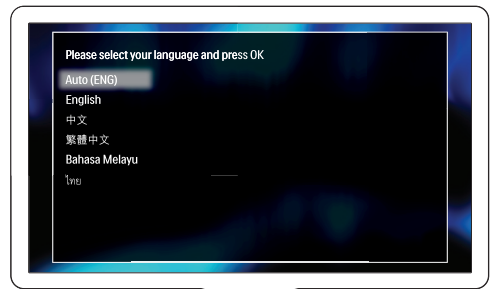 Please select your language and press OK
Auto (ENG)
English
中文
繁體中文
Bahasa Melayu
ไทย